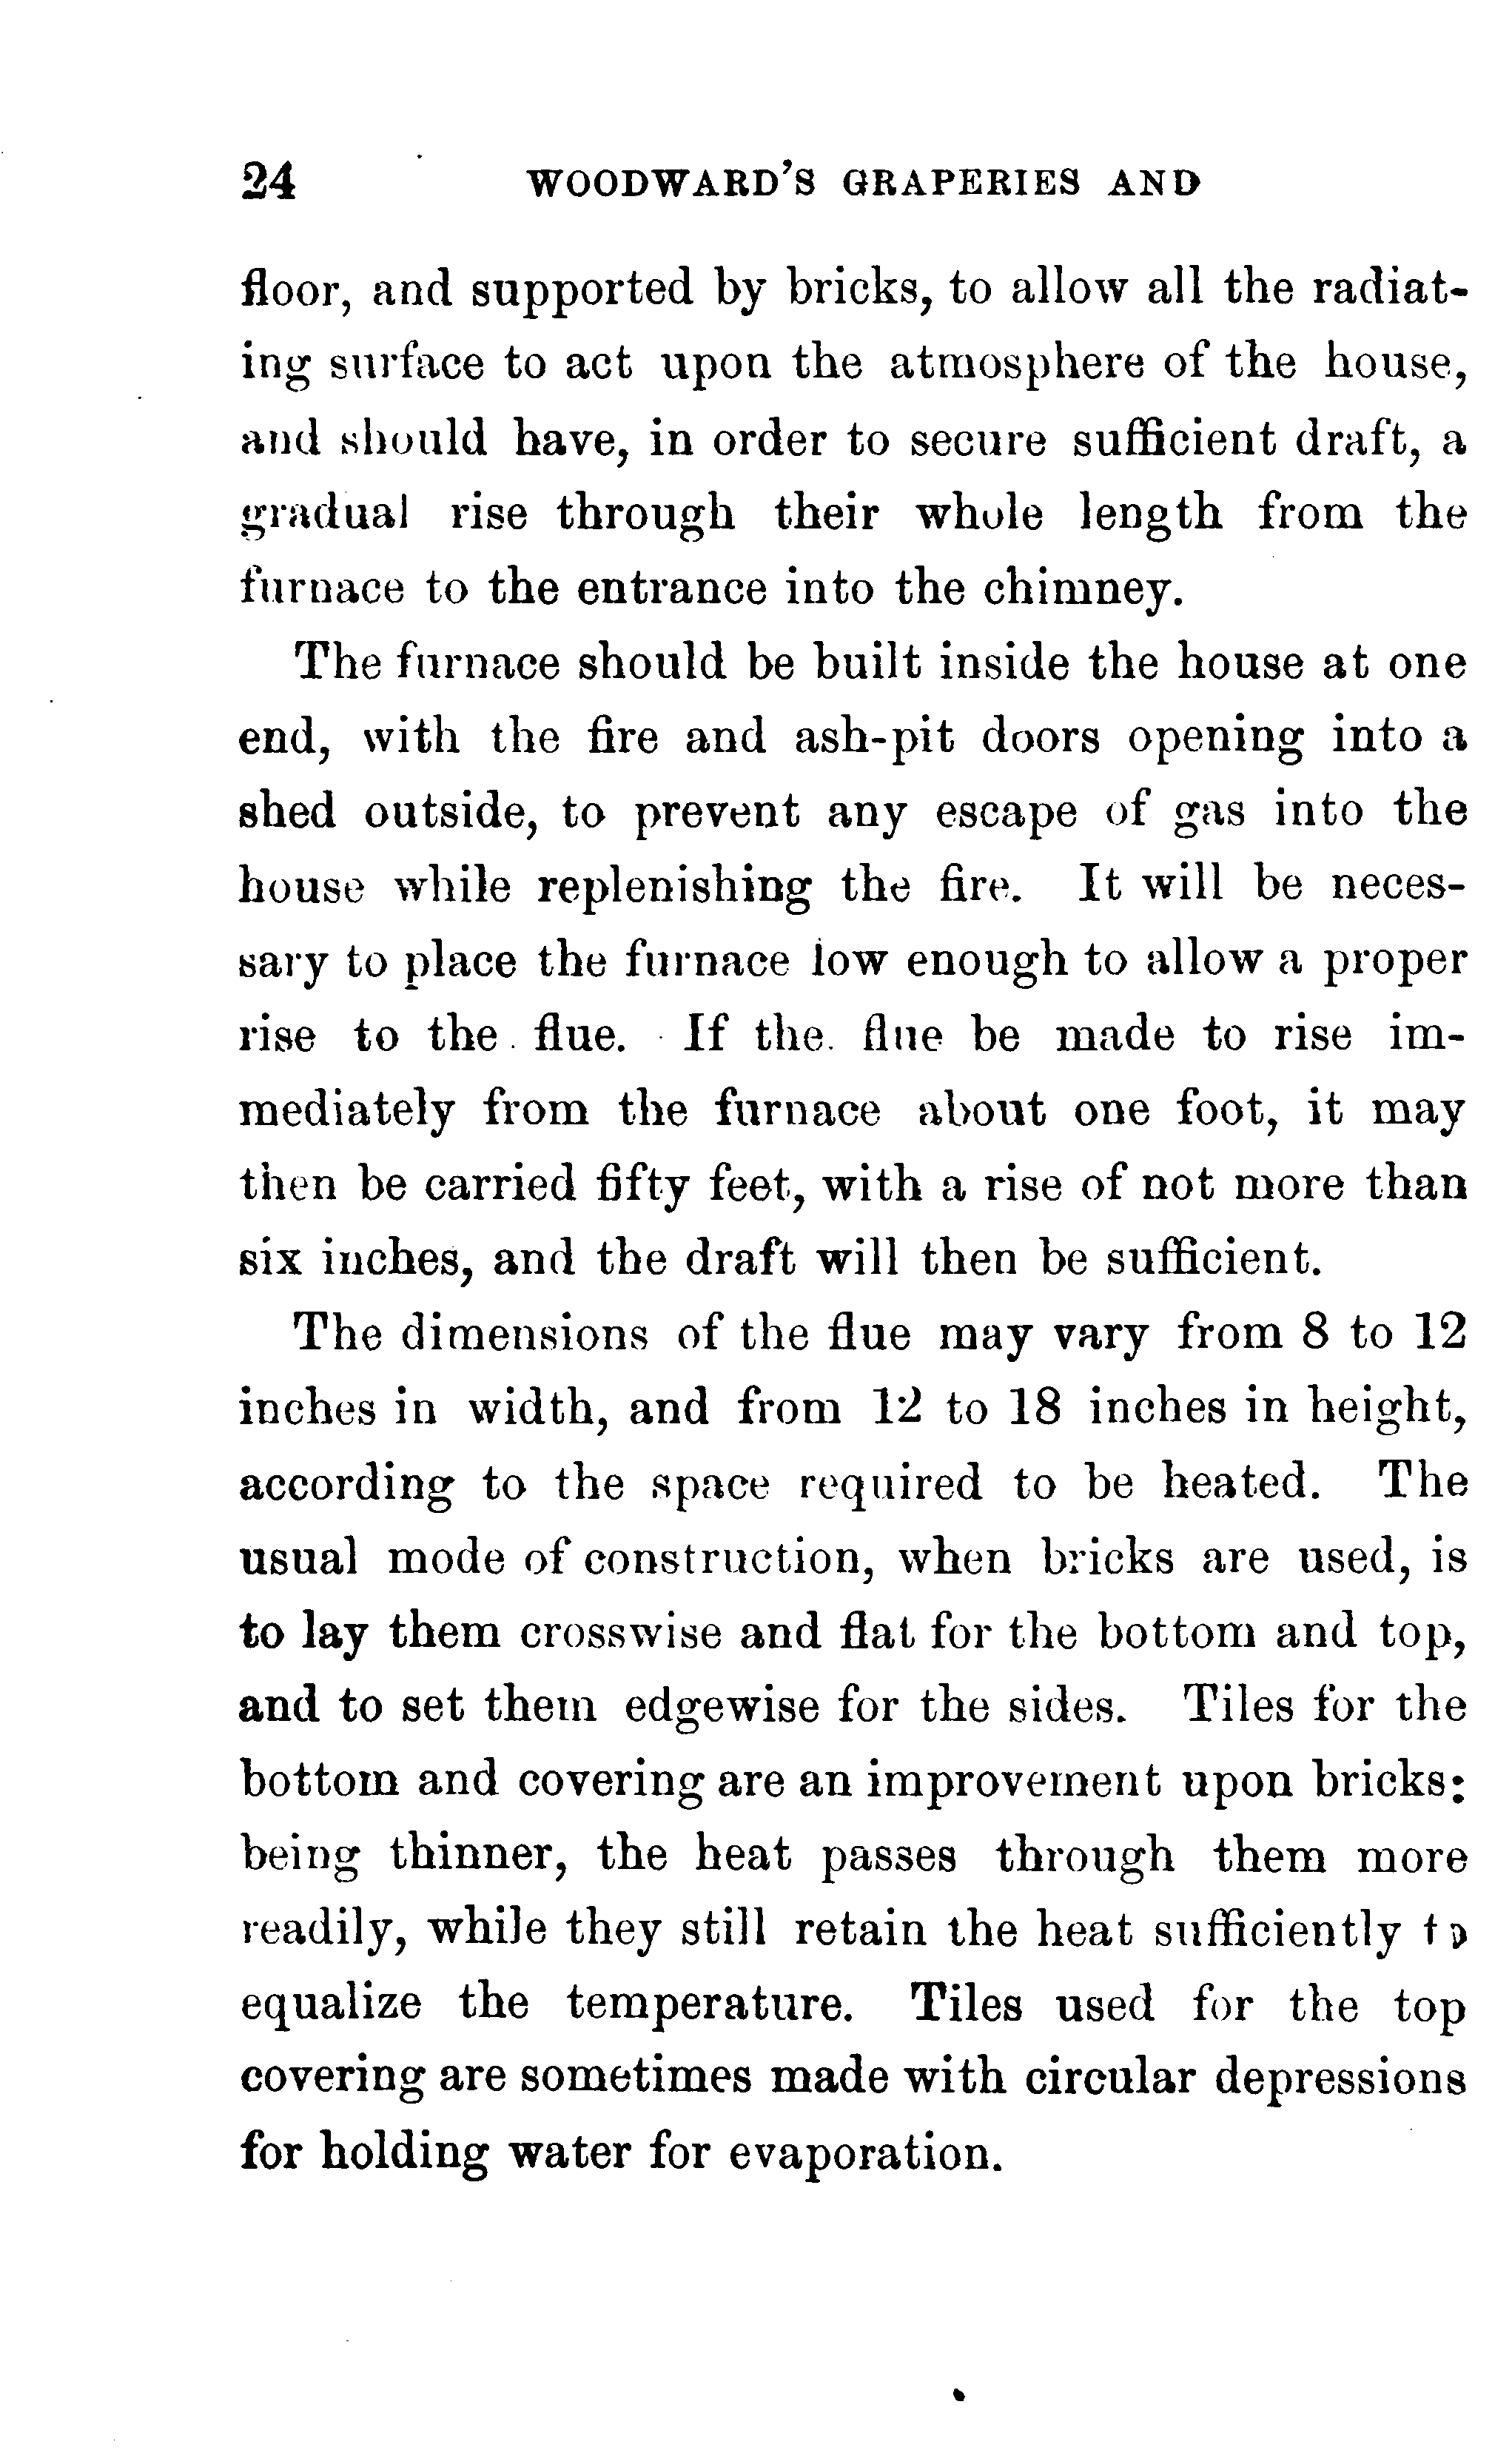 24 WOODWARD'S GRAPERIES AND
floor, and supported by bricks, to allow all the radiat-
ing surface to act upon the atmosphere of the house,
and should have, in order to secure sufficient draft, a
gradual rise through their whole length from the
furnace to the entrance into the chimney.
The furnace should be built inside the house at one
end, with the fire and ash-pit doors opening into a
shed outside, to prevent any escape of gas into the
house while replenishing the fire. It will be neces-
sary to place the furnace low enough to allow a proper
rise to the flue. If the flue be made to rise im-
mediately from the furnace about one foot, it may
then be carried fifty feet, with a rise of not more than
six inches, and the draft will then be sufficient.
The dimensions of the flue may vary from 8 to 12
inches in width, and from 12 to 18 inches in height,
according to the space required to be heated. The
usual mode of construction, when bricks are used, is
to lay them crosswise and flat for the bottom and top,
and to set them edgewise for the sides. Tiles for the
bottom and covering are an improvement upon bricks;
being thinner, the heat passes through them more
readily, while they still retain the heat sufficiently to
equalize the temperature. Tiles used for the top
covering are sometimes made with circular depressions
for holding water for evaporation.